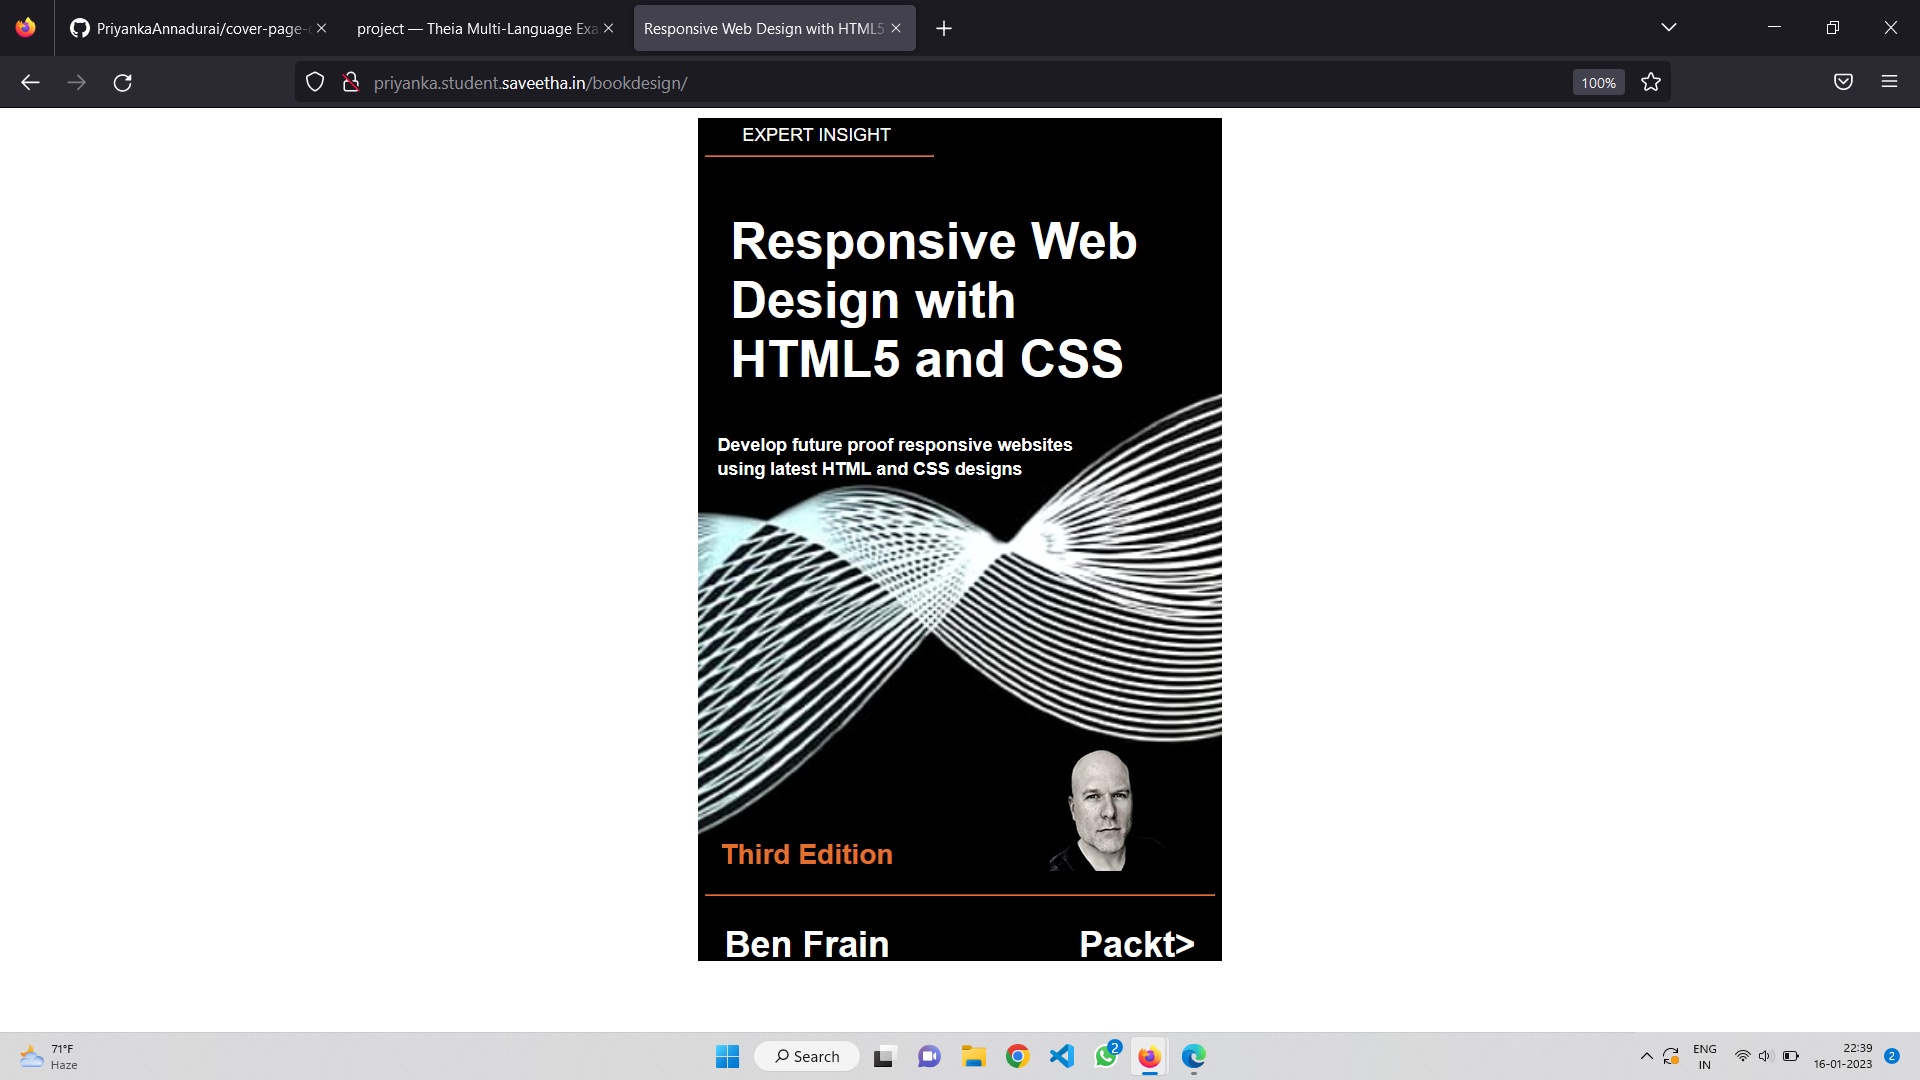 PriyankaAnnadurai/cover-page-
project — Theia Multi-Language Exa
Responsive Web Design with HTML5
priyanka.student.saveetha.in/bookdesign/
100%
EXPERT INSIGHT
Responsive Web
Design with
HTML5 and CSS
Develop future proof responsive websites
using latest HTML and CSS designs
Third Edition
Ben Frain
Packt>
71°F
Haze
Search
2
ENG
IN
22:39
16-01-2023
2